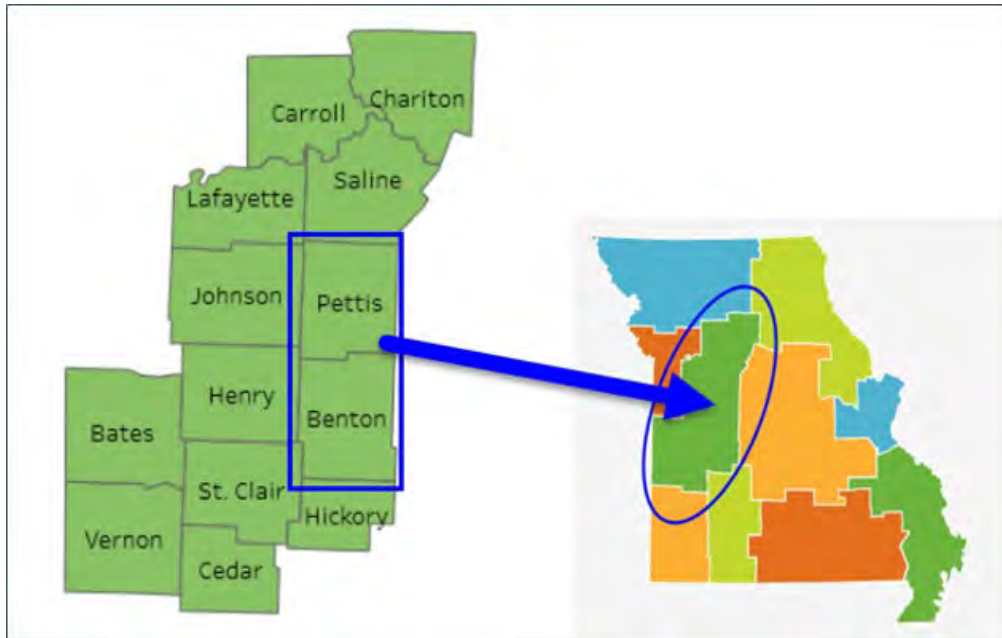 Chariton
Carroll
Saline
Lafayette
Johnson
Pettis
Henry
Benton
Bates
St. Clair
Hickory
Vernon
Cedar